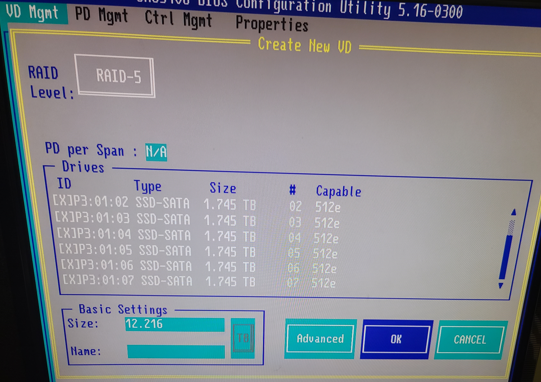 BIOS Configuration Utility 5.16-0300
VD Mgmt PD Mgmt Ctrl Mgmt Properties
Create New VD
RAID Level: RAID-5
PD per Span : N/A
Drives
ID Type Size # Capable
[X]P3:01:02 SSD-SATA 1.745 TB 02 512e
[X]P3:01:03 SSD-SATA 1.745 TB 03 512e
[X]P3:01:04 SSD-SATA 1.745 TB 04 512e
[X]P3:01:05 SSD-SATA 1.745 TB 05 512e
[X]P3:01:06 SSD-SATA 1.745 TB 06 512e
[X]P3:01:07 SSD-SATA 1.745 TB 07 512e
Basic Settings
Size: 12.216 TB
Name:
Advanced OK CANCEL